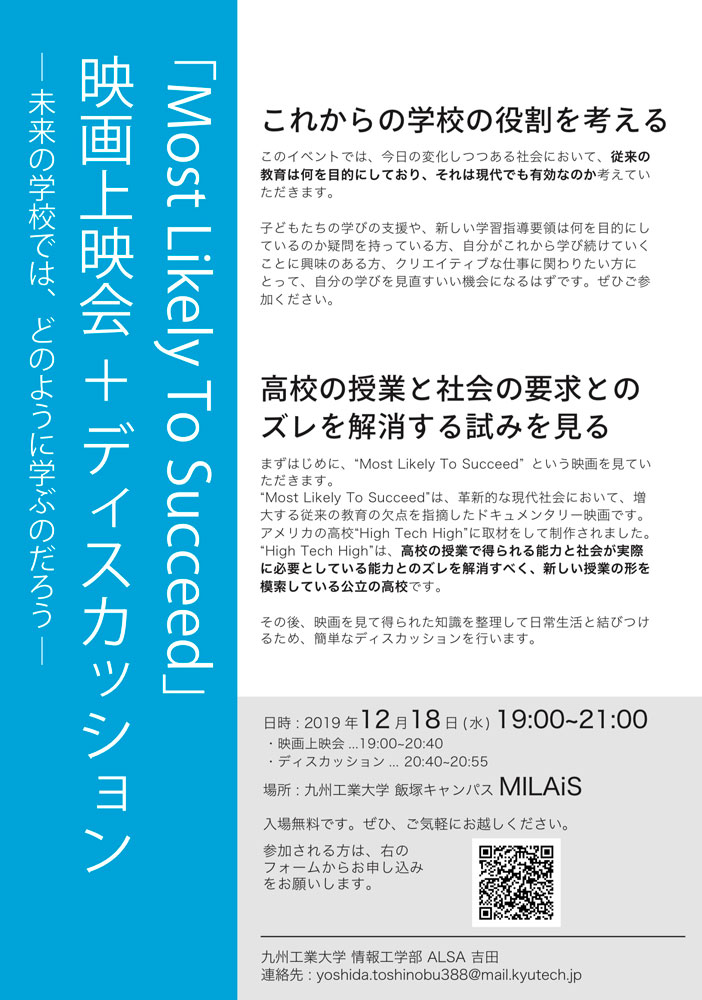 「Most Likely To Succeed」
映画上映会 + ディスカッション
― 未来の学校では、どのように学ぶのだろう ―
これからの学校の役割を考える
このイベントでは、今日の変化しつつある社会において、従来の
教育は何を目的にしており、それは現代でも有効なのか考えてい
ただきます。
子どもたちの学びの支援や、新しい学習指導要領は何を目的にし
ているのか疑問を持っている方、自分がこれから学び続けていく
ことに興味のある方、クリエイティブな仕事に関わりたい方に
とって、自分の学びを見直すいい機会になるはずです。ぜひご参
加ください。
高校の授業と社会の要求との
ズレを解消する試みを見る
まずはじめに、“Most Likely To Succeed” という映画を見てい
ただきます。
“Most Likely To Succeed”は、革新的な現代社会において、増
大する従来の教育の欠点を指摘したドキュメンタリー映画です。
アメリカの高校“High Tech High”に取材をして制作されました。
“High Tech High”は、高校の授業で得られる能力と社会が実際
に必要としている能力とのズレを解消すべく、新しい授業の形を
模索している公立の高校です。
その後、映画を見て得られた知識を整理して日常生活と結びつけ
るため、簡単なディスカッションを行います。
日時 : 2019 年12月18日 (水) 19:00~21:00
・映画上映会 ...19:00~20:40
・ディスカッション ... 20:40~20:55
場所 : 九州工業大学 飯塚キャンパス MILAiS
入場無料です。ぜひ、ご気軽にお越しください。
参加される方は、右の
フォームからお申し込み
をお願いします。
九州工業大学 情報工学部 ALSA 吉田
連絡先 : yoshida.toshinobu388@mail.kyutech.jp